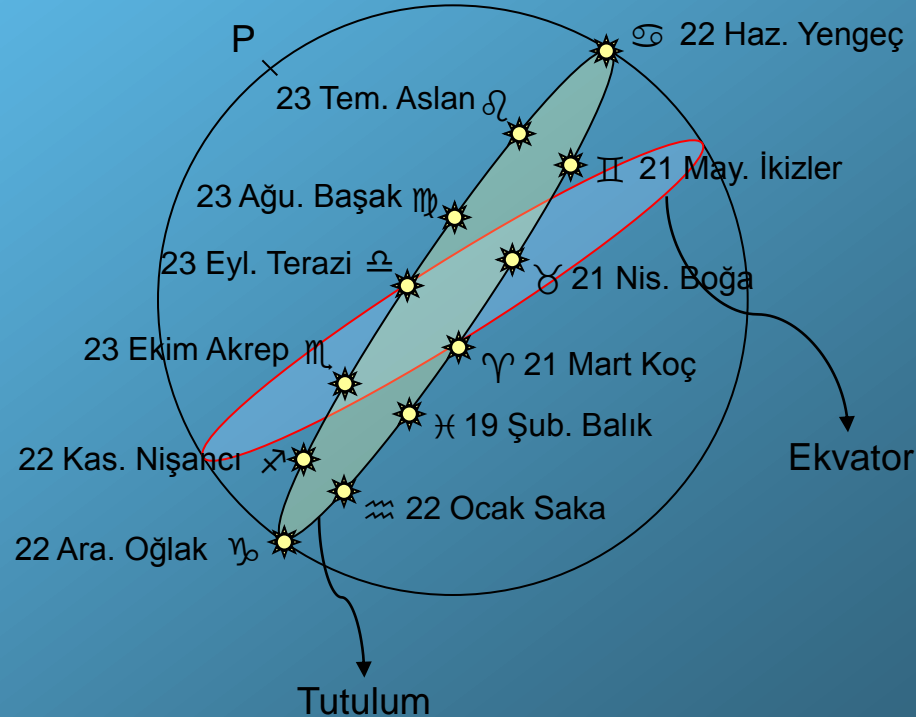 P
♋ 22 Haz. Yengeç
23 Tem. Aslan ♌
♊ 21 May. İkizler
23 Ağu. Başak ♍
23 Eyl. Terazi ♎
♉ 21 Nis. Boğa
23 Ekim Akrep ♏
♈ 21 Mart Koç
♓ 19 Şub. Balık
22 Kas. Nişancı ♐
Ekvator
♒ 22 Ocak Saka
22 Ara. Oğlak ♑
Tutulum